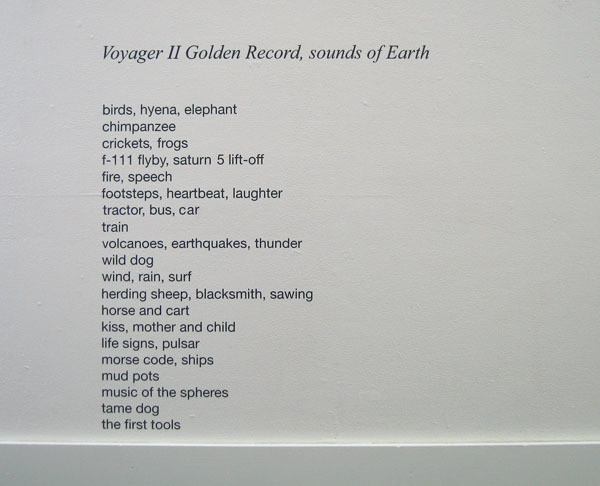 Voyager II Golden Record, sounds of Earth
birds, hyena, elephant
chimpanzee
crickets, frogs
f-111 flyby, saturn 5 lift-off
fire, speech
footsteps, heartbeat, laughter
tractor, bus, car
train
volcanoes, earthquakes, thunder
wild dog
wind, rain, surf
herding sheep, blacksmith, sawing
horse and cart
kiss, mother and child
life signs, pulsar
morse code, ships
mud pots
music of the spheres
tame dog
the first tools